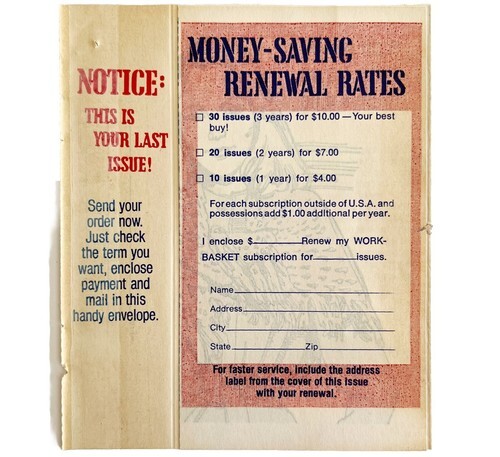 NOTICE:
THIS IS
YOUR LAST
ISSUE!
Send your
order now.
Just check
the term you
want, enclose
payment and
mail in this
handy envelope.
MONEY-SAVING
RENEWAL RATES
30 issues (3 years) for $10.00 — Your best
buy!
20 issues (2 years) for $7.00
10 issues (1 year) for $4.00
For each subscription outside of U.S.A. and
possessions add $1.00 additional per year.
I enclose $ Renew my WORK-
BASKET subscription for issues.
Name
Address
City
State Zip
For faster service, include the address
label from the cover of this issue
with your renewal.